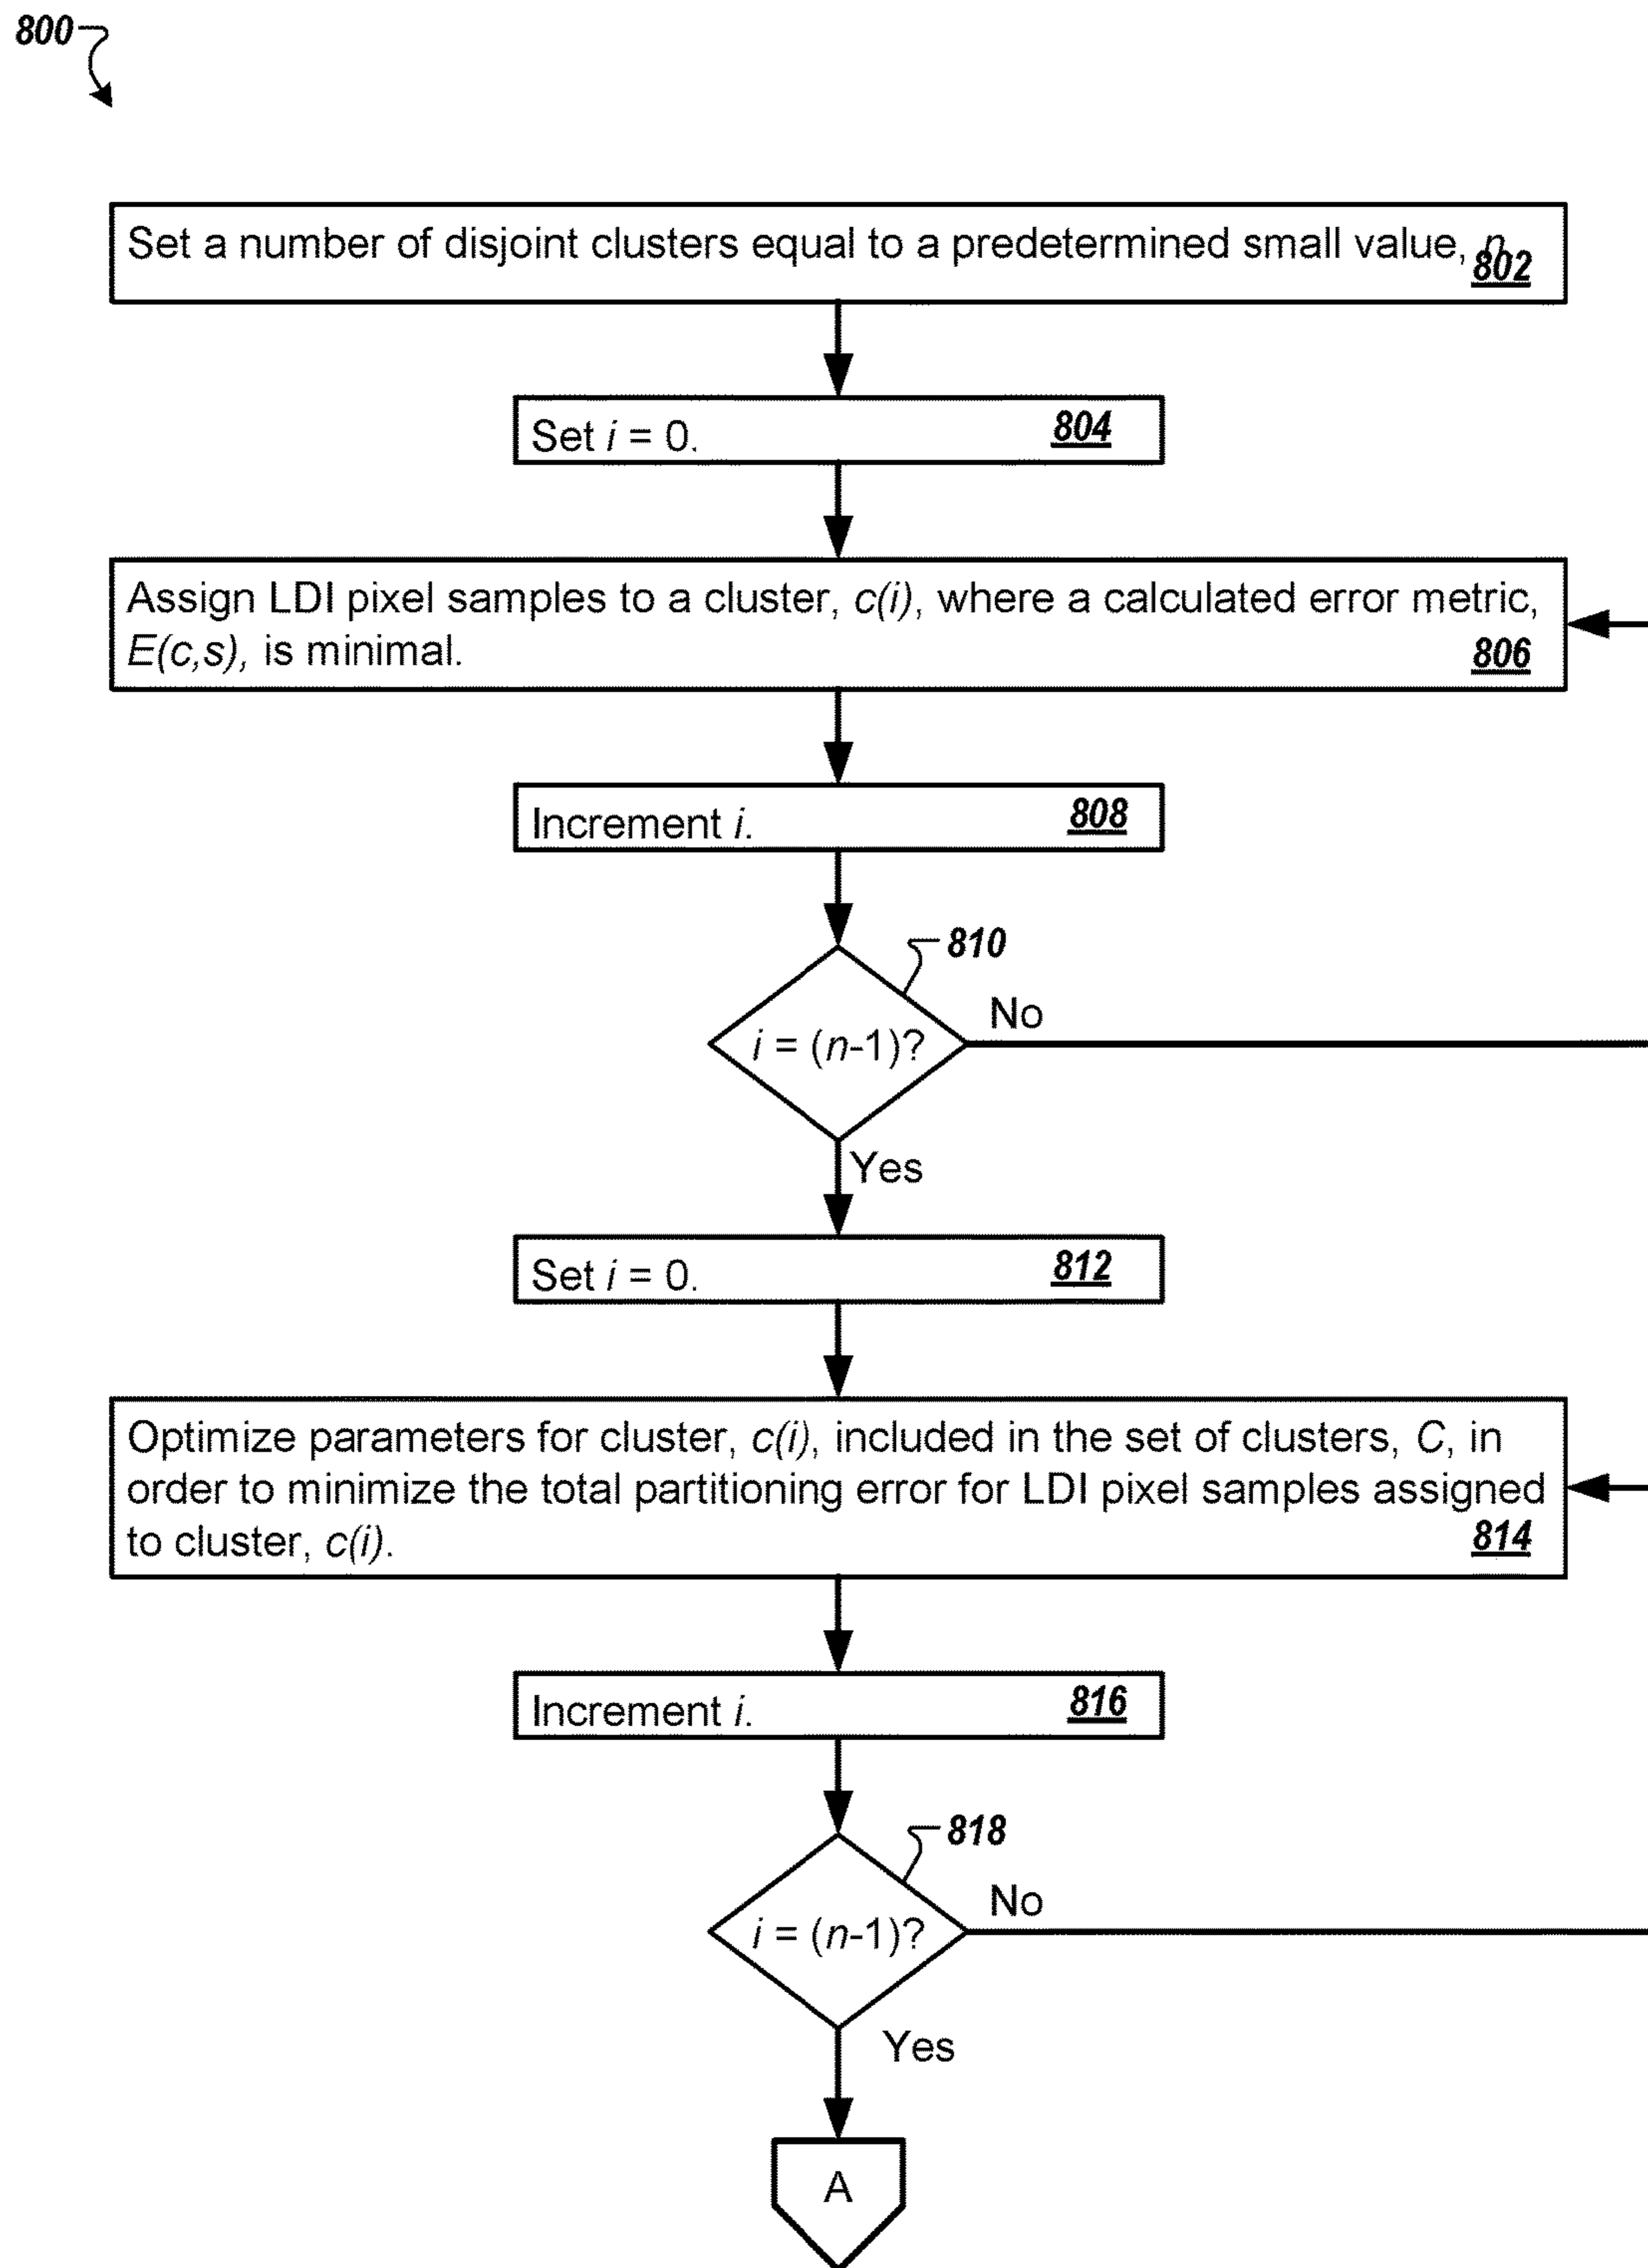 800
Set a number of disjoint clusters equal to a predetermined small value, n.
802
Set i = 0.
804
Assign LDI pixel samples to a cluster, c(i), where a calculated error metric,
E(c,s), is minimal.
806
Increment i.
808
810
i = (n-1)?
No
Yes
Set i = 0.
812
Optimize parameters for cluster, c(i), included in the set of clusters, C, in
order to minimize the total partitioning error for LDI pixel samples assigned
to cluster, c(i).
814
Increment i.
816
818
i = (n-1)?
No
Yes
A